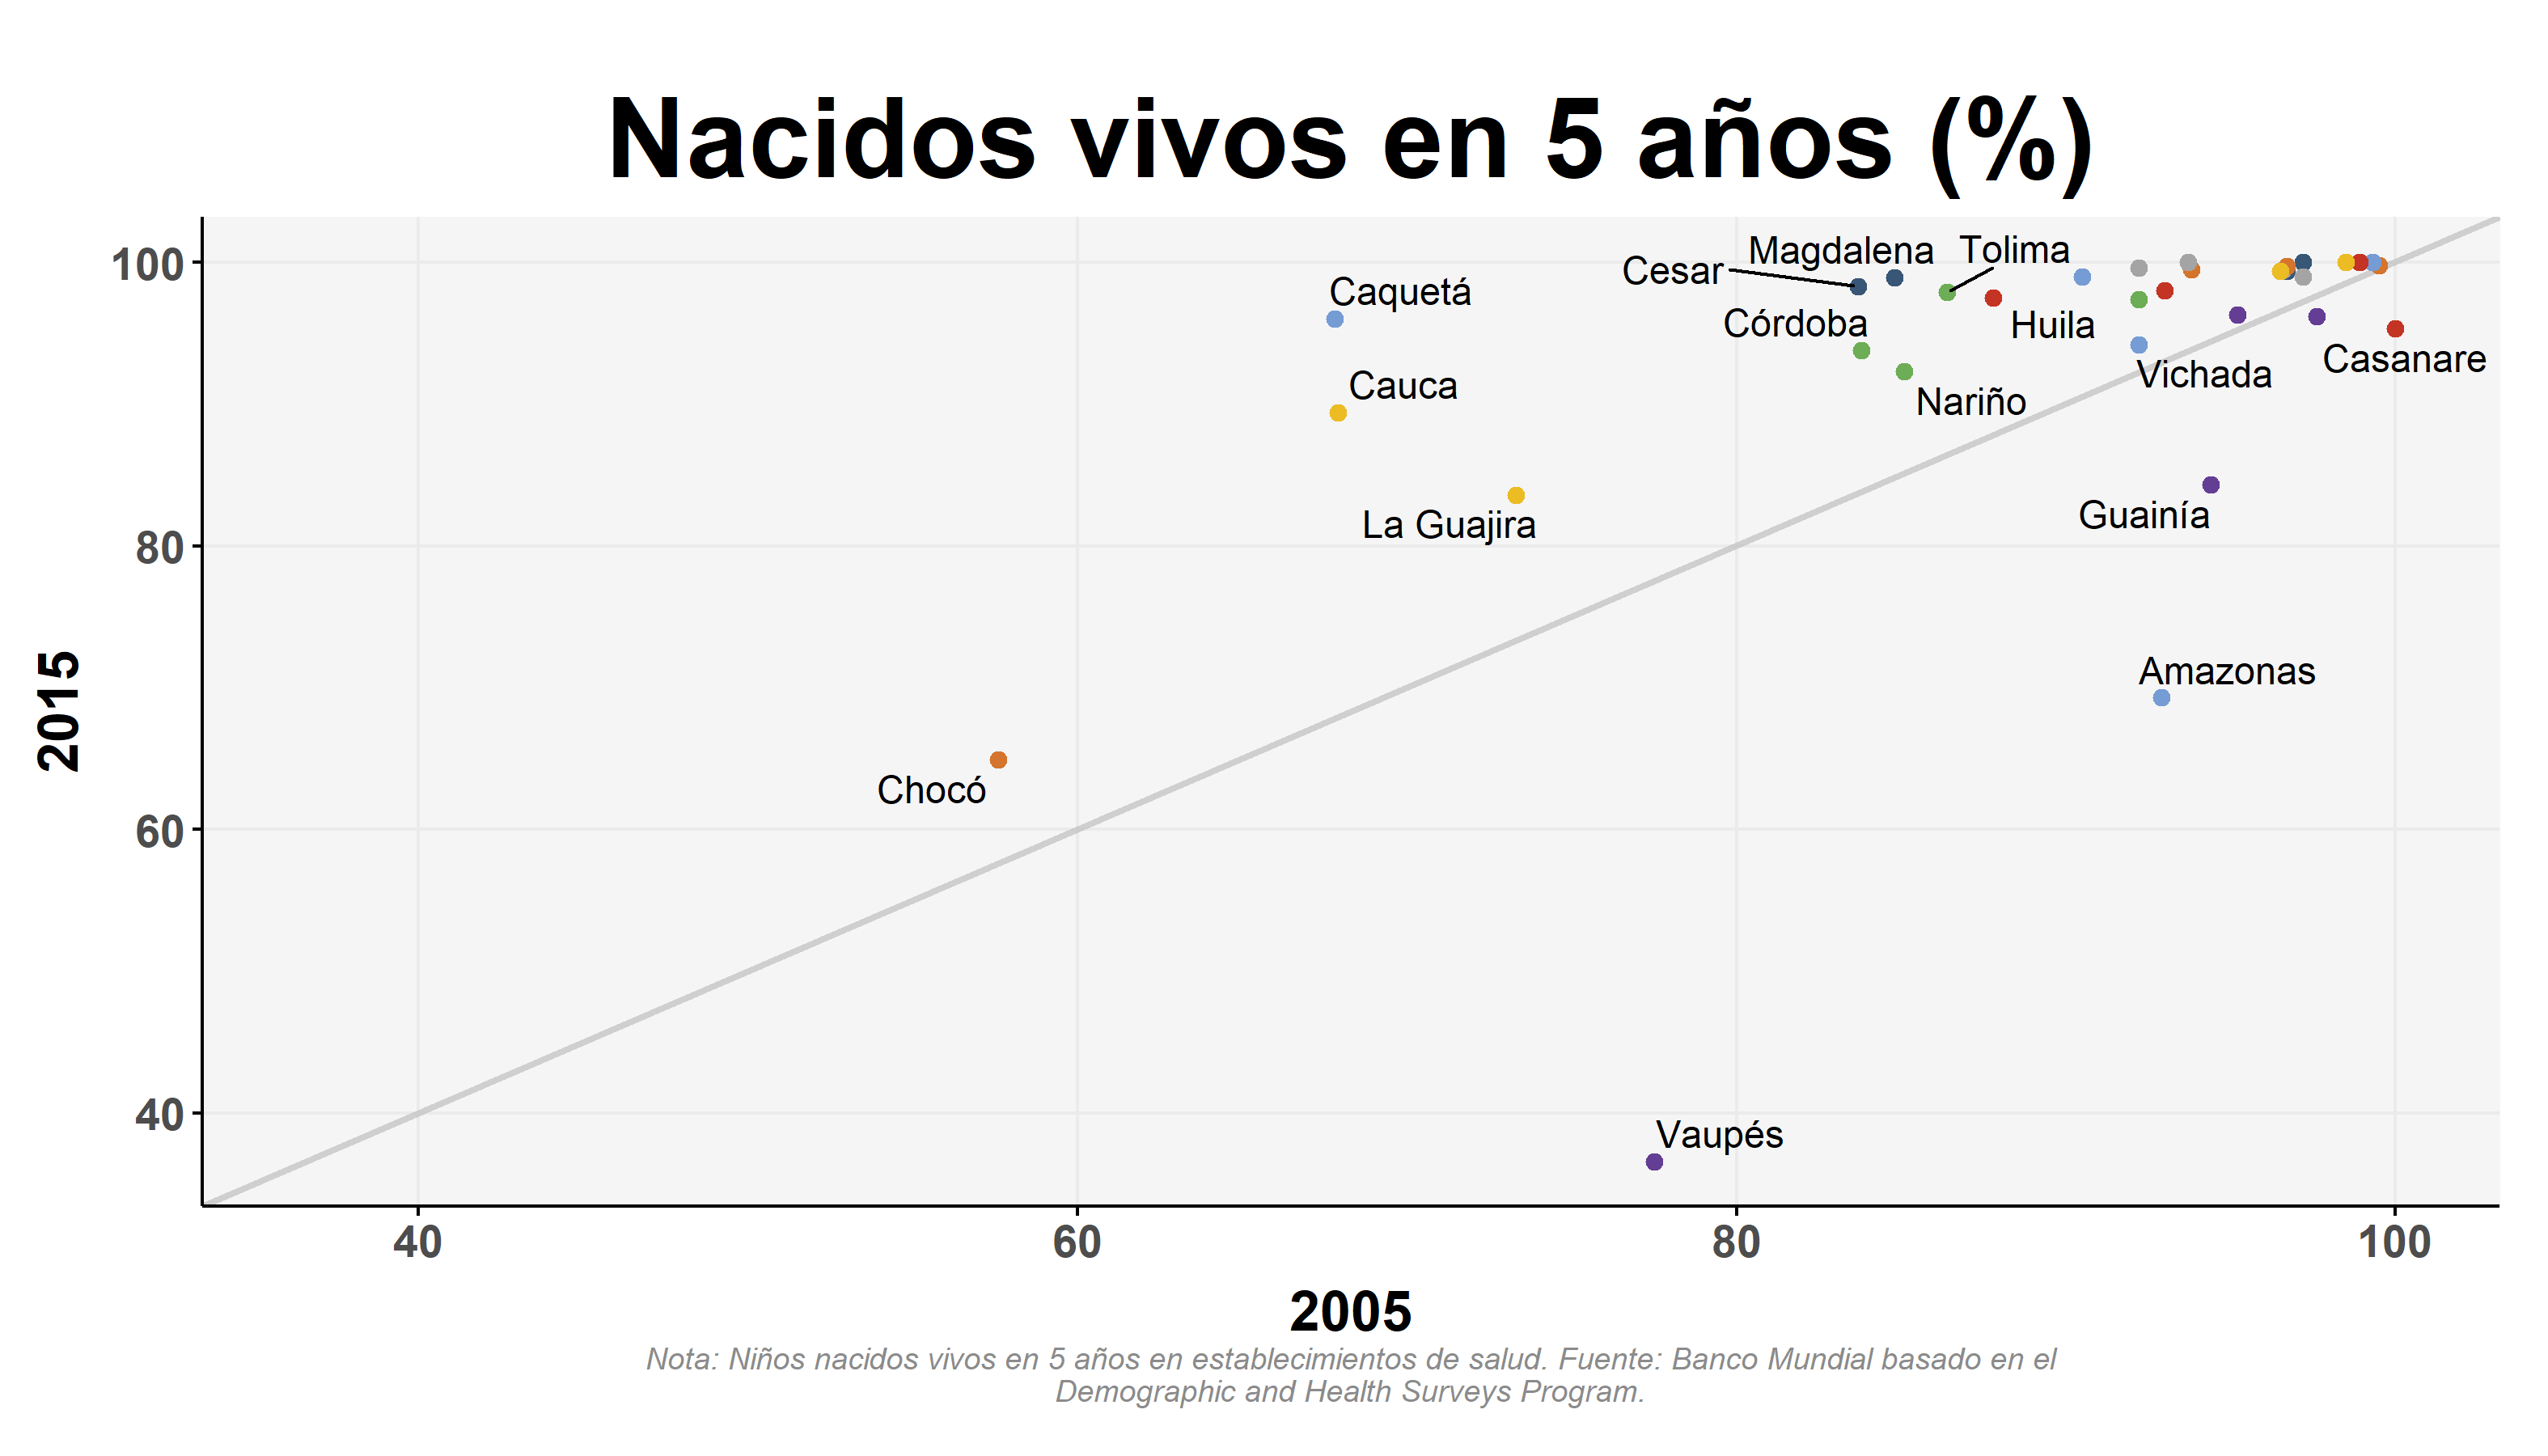 Nacidos vivos en 5 años (%)
100
80
60
40
2015
Magdalena
Tolima
Cesar
Caquetá
Córdoba
Huila
Casanare
Vichada
Cauca
Nariño
Guainía
La Guajira
Amazonas
Chocó
Vaupés
40
60
80
100
2005
Nota: Niños nacidos vivos en 5 años en establecimientos de salud. Fuente: Banco Mundial basado en el
Demographic and Health Surveys Program.